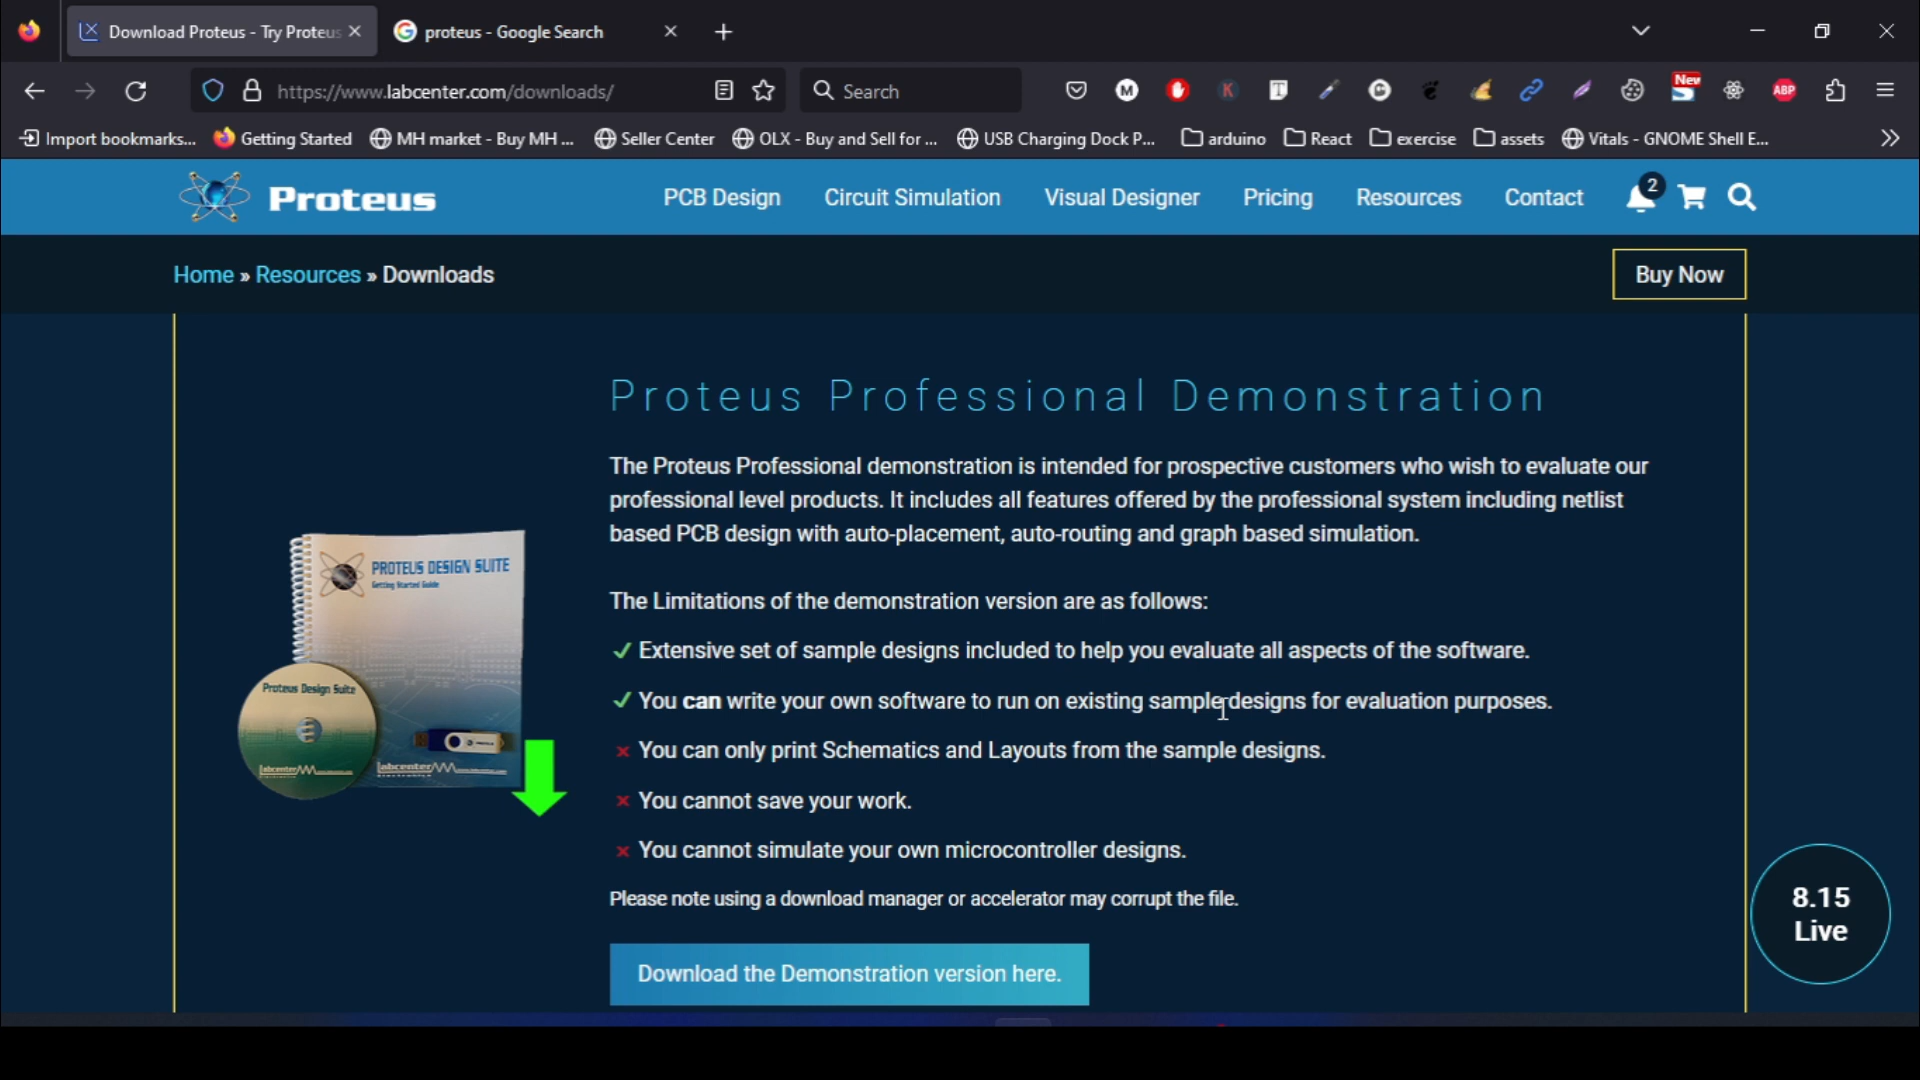 Download Proteus - Try Proteus
proteus - Google Search
https://www.labcenter.com/downloads/
Search
New
ABP
Import bookmarks...
Getting Started
MH market - Buy MH ...
Seller Center
OLX - Buy and Sell for ...
USB Charging Dock P...
arduino
React
exercise
assets
Vitals - GNOME Shell E...
Proteus
PCB Design
Circuit Simulation
Visual Designer
Pricing
Resources
Contact
2
Home » Resources » Downloads
Buy Now
Proteus Professional Demonstration
The Proteus Professional demonstration is intended for prospective customers who wish to evaluate our
professional level products. It includes all features offered by the professional system including netlist
based PCB design with auto-placement, auto-routing and graph based simulation.
PROTEUS DESIGN SUITE
Getting Started Guide
The Limitations of the demonstration version are as follows:
Extensive set of sample designs included to help you evaluate all aspects of the software.
Proteus Design Suite
You can write your own software to run on existing sample designs for evaluation purposes.
You can only print Schematics and Layouts from the sample designs.
labcenter
labcenter
You cannot save your work.
You cannot simulate your own microcontroller designs.
Please note using a download manager or accelerator may corrupt the file.
8.15
Live
Download the Demonstration version here.